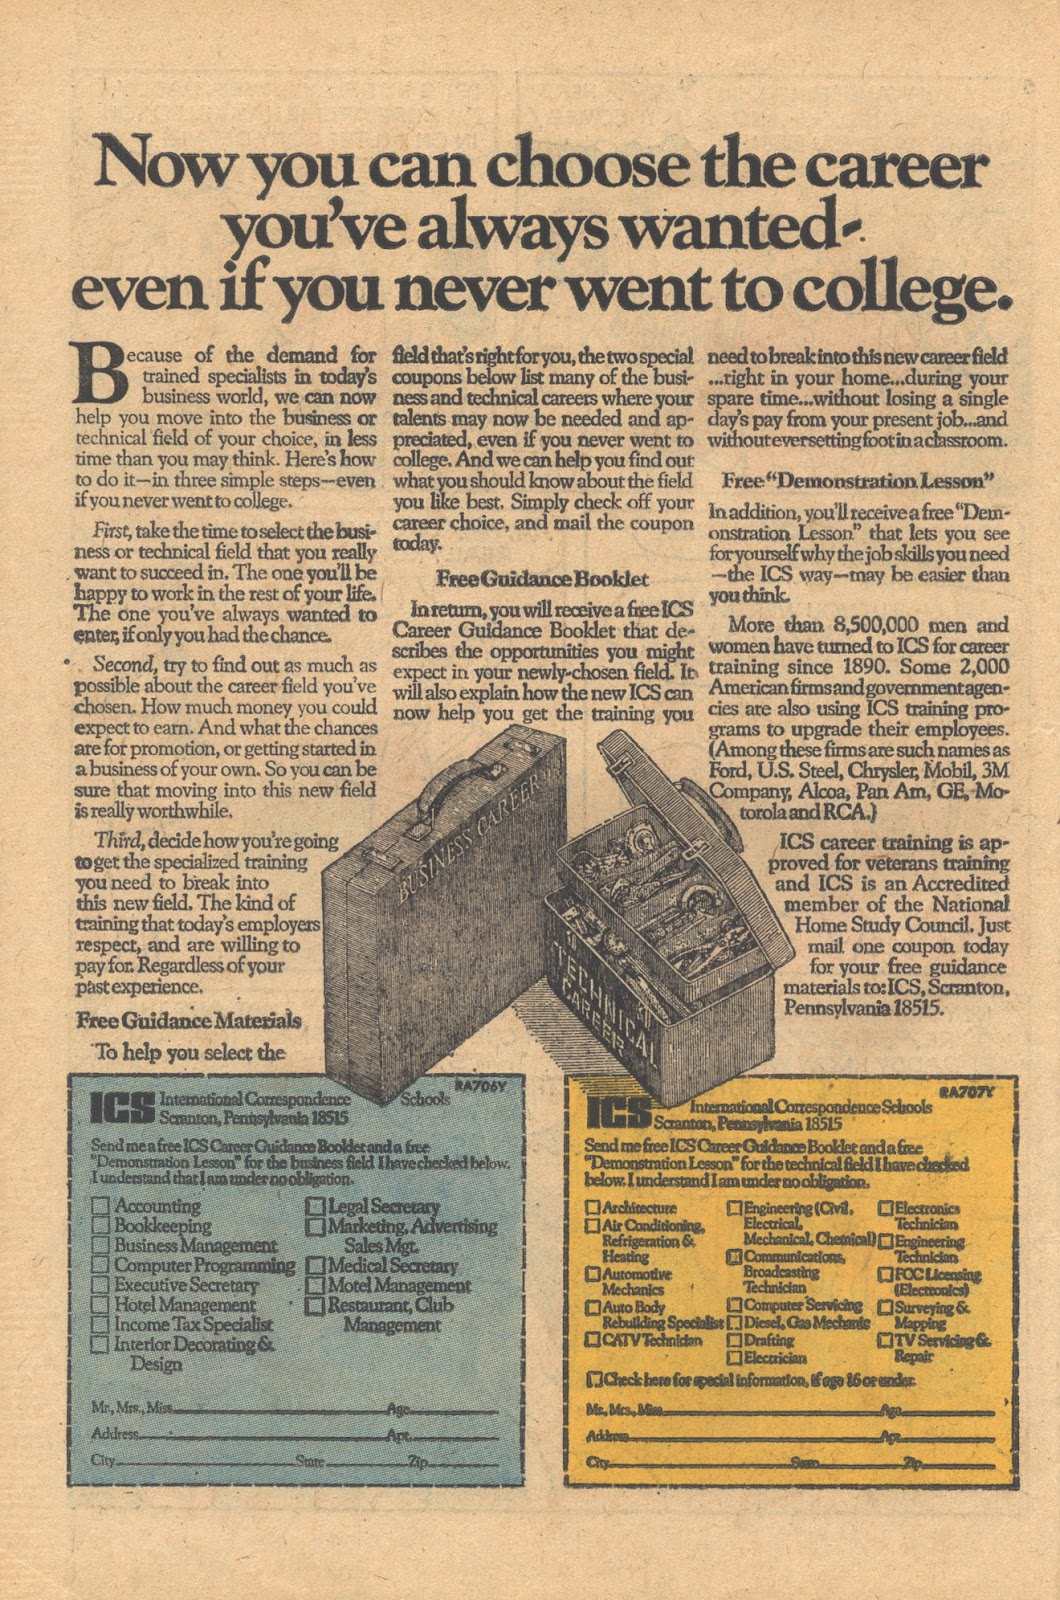 Now you can choose the career
you've always wanted-
even if you never went to college.
Because of the demand for
trained specialists in today's
business world, we can now
help you move into the business or
technical field of your choice, in less
time than you may think. Here's how
to do it—in three simple steps—even
if you never went to college.
First, take the time to select the busi-
ness or technical field that you really
want to succeed in. The one you'll be
happy to work in the rest of your life.
The one you've always wanted to
enter, if only you had the chance.
Second, try to find out as much as
possible about the career field you've
chosen. How much money you could
expect to earn. And what the chances
are for promotion, or getting started in
a business of your own. So you can be
sure that moving into this new field
is really worthwhile.
Third, decide how you're going
to get the specialized training
you need to break into
this new field. The kind of
training that today's employers
respect, and are willing to
pay for. Regardless of your
past experience.
Free Guidance Materials
To help you select the
field that's right for you, the two special
coupons below list many of the busi-
ness and technical careers where your
talents may now be needed and ap-
preciated, even if you never went to
college. And we can help you find out
what you should know about the field
you like best. Simply check off your
career choice, and mail the coupon
today.
Free Guidance Booklet
In return, you will receive a free ICS
Career Guidance Booklet that de-
scribes the opportunities you might
expect in your newly-chosen field. It
will also explain how the new ICS can
now help you get the training you
need to break into this new career field
...right in your home...during your
spare time...without losing a single
day's pay from your present job...and
without ever setting foot in a classroom.
Free "Demonstration Lesson"
In addition, you'll receive a free "Dem-
onstration Lesson" that lets you see
for yourself why the job skills you need
—the ICS way—may be easier than
you think.
More than 8,500,000 men and
women have turned to ICS for career
training since 1890. Some 2,000
American firms and government agen-
cies are also using ICS training pro-
grams to upgrade their employees.
(Among these firms are such names as
Ford, U.S. Steel, Chrysler, Mobil, 3M
Company, Alcoa, Pan Am, GE, Mo-
torola and RCA.)
ICS career training is ap-
proved for veterans training
and ICS is an Accredited
member of the National
Home Study Council. Just
mail one coupon today
for your free guidance
materials to: ICS, Scranton,
Pennsylvania 18515.
BUSINESS CAREER
TECHNICAL
CAREER
RA706Y
ICS International Correspondence Schools
Scranton, Pennsylvania 18515
Send me a free ICS Career Guidance Booklet and a free
"Demonstration Lesson" for the business field I have checked below.
I understand that I am under no obligation.
Accounting
Bookkeeping
Business Management
Computer Programming
Executive Secretary
Hotel Management
Income Tax Specialist
Interior Decorating &
Design
Legal Secretary
Marketing, Advertising
Sales Mgt.
Medical Secretary
Motel Management
Restaurant, Club
Management
Mr., Mrs., Miss Age
Address Apt.
City State Zip
RA707Y
ICS International Correspondence Schools
Scranton, Pennsylvania 18515
Send me free ICS Career Guidance Booklet and a free
"Demonstration Lesson" for the technical field I have checked
below. I understand I am under no obligation.
Architecture
Air Conditioning,
Refrigeration &
Heating
Automotive
Mechanics
Auto Body
Rebuilding Specialist
CATV Technician
Engineering (Civil,
Electrical,
Mechanical, Chemical)
Communications,
Broadcasting
Technician
Computer Servicing
Diesel, Gas Mechanic
Drafting
Electrician
Electronics
Technician
Engineering
Technician
FCC Licensing
(Electronics)
Surveying &
Mapping
TV Servicing &
Repair
Check here for special information, if age 16 or under.
Mr., Mrs., Miss Age
Address Apt.
City State Zip